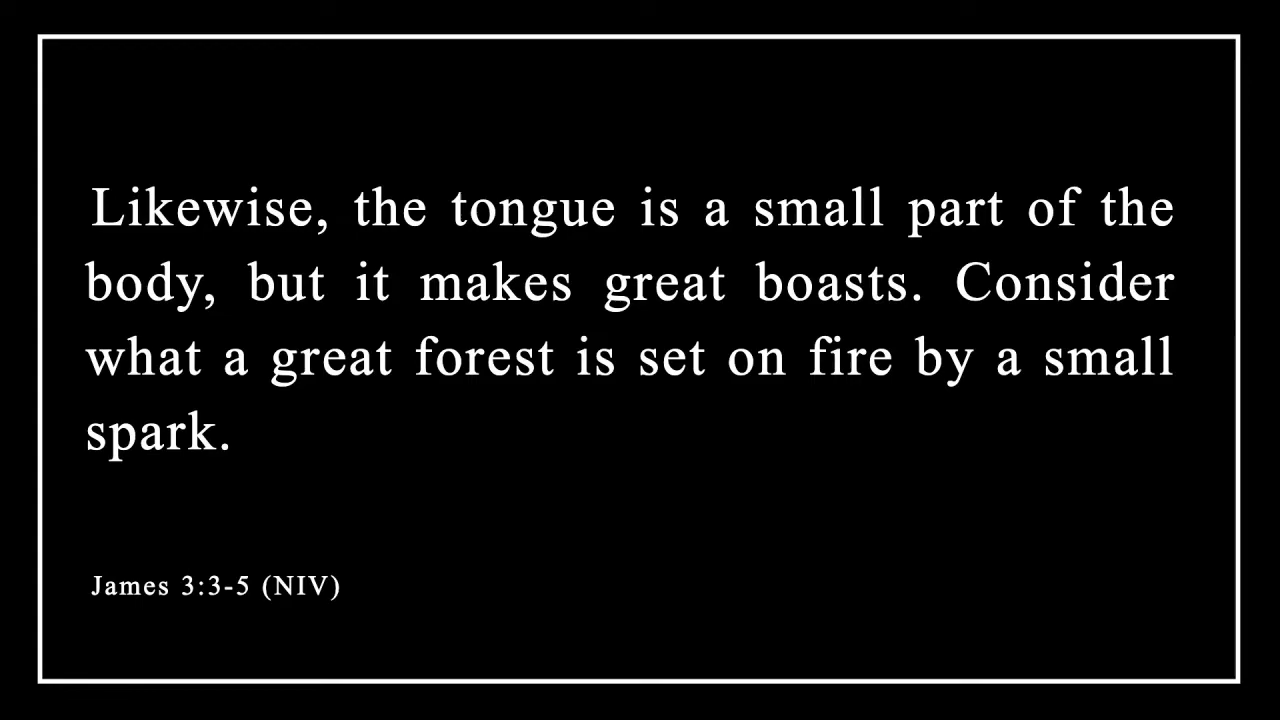 Likewise, the tongue is a small part of the
body, but it makes great boasts. Consider
what a great forest is set on fire by a small
spark.
James 3:3-5 (NIV)